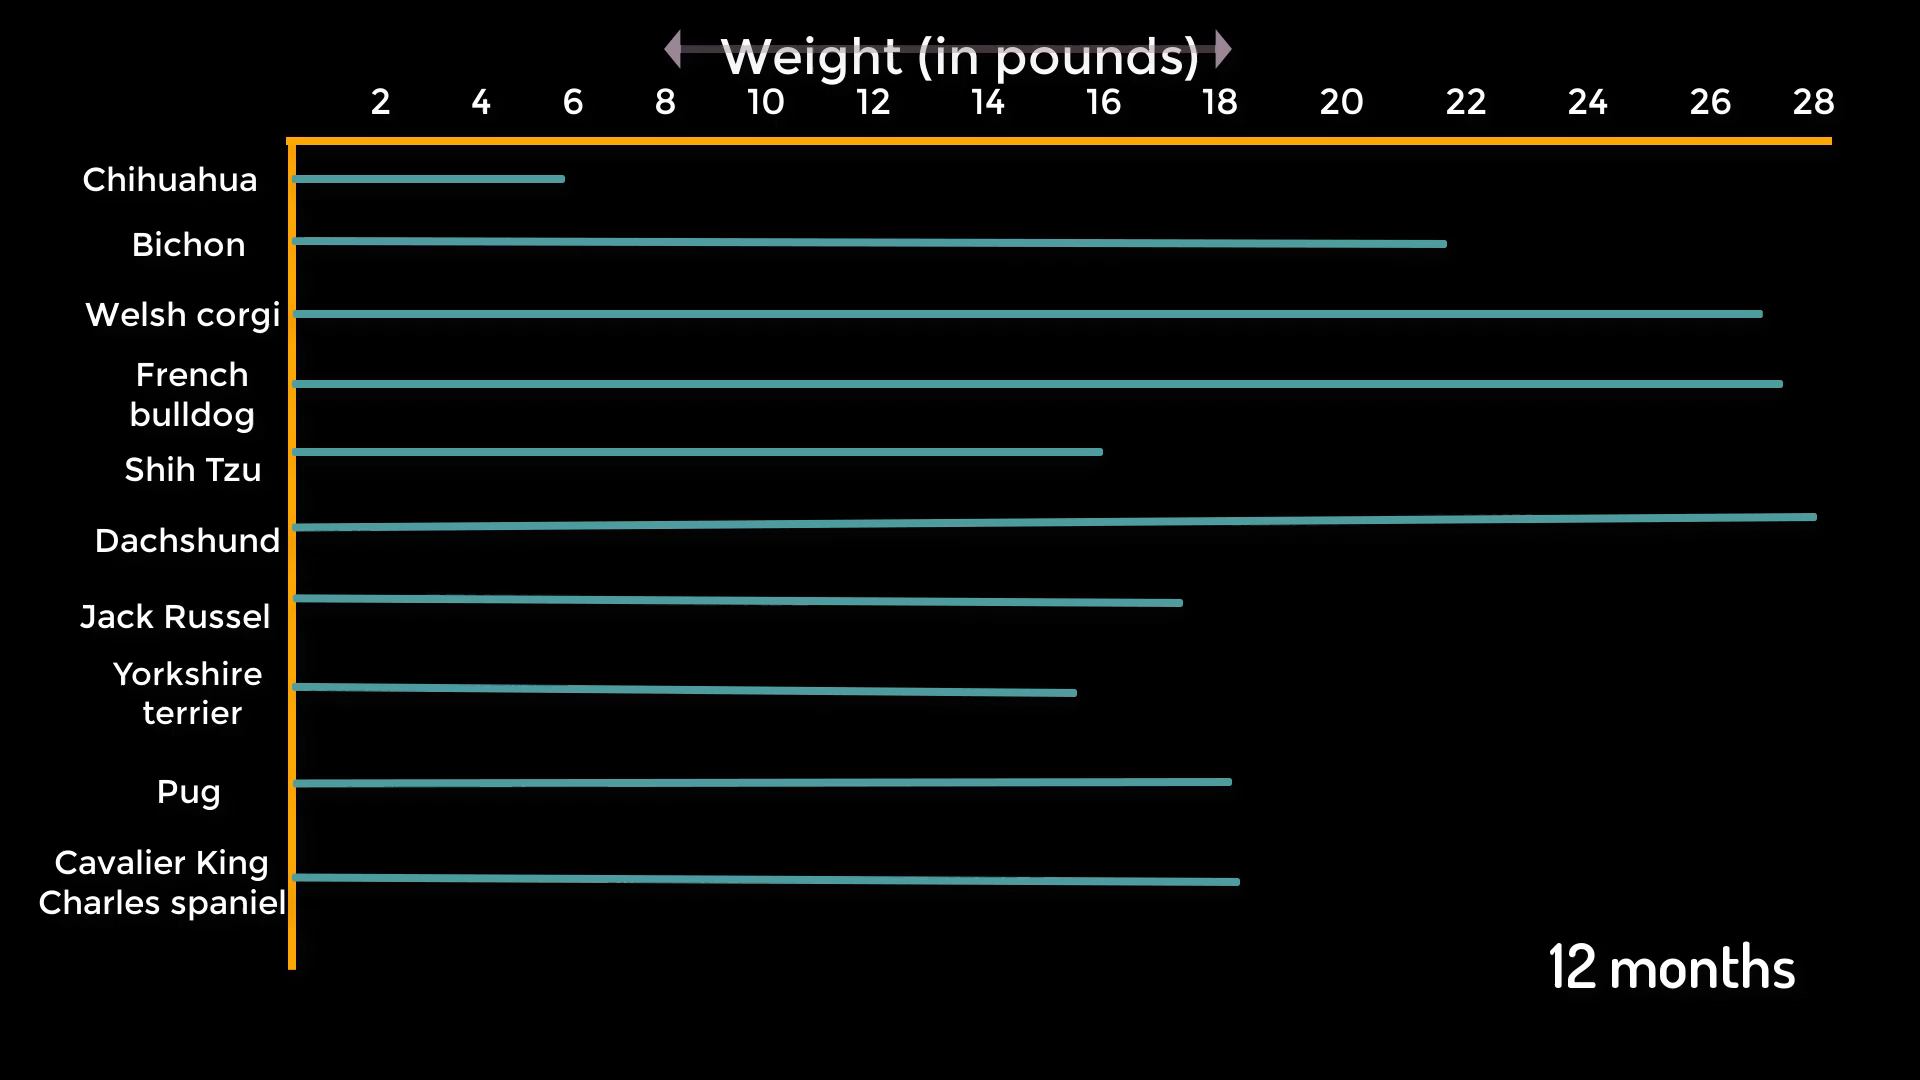 Weight (in pounds)
2 4 6 8 10 12 14 16 18 20 22 24 26 28
Chihuahua
Bichon
Welsh corgi
French
bulldog
Shih Tzu
Dachshund
Jack Russel
Yorkshire
terrier
Pug
Cavalier King
Charles spaniel
12 months